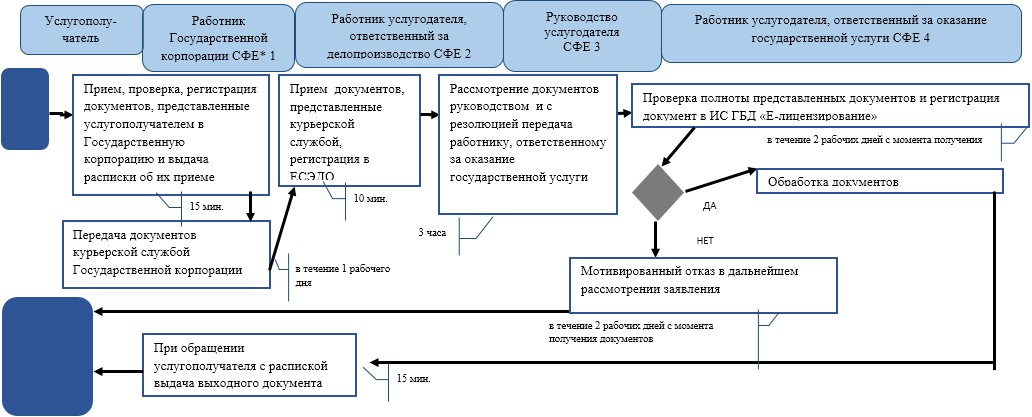 Услугополу-
чатель
Работник
Государственной
корпорации СФЕ* 1
Работник услугодателя,
ответственный за
делопроизводство СФЕ 2
Руководство
услугодателя
СФЕ 3
Работник услугодателя, ответственный за оказание
государственной услуги СФЕ 4
Прием, проверка, регистрация
документов, представленные
услугополучателем в
Государственную
корпорацию и выдача
расписки об их приеме
15 мин.
Передача документов
курьерской службой
Государственной корпорации
в течение 1 рабочего
дня
Прием документов,
представленные
курьерской
службой,
регистрация в
ЕСЭДО
10 мин.
Рассмотрение документов
руководством и с
резолюцией передача
работнику, ответственному
за оказание
государственной услуги
3 часа
Проверка полноты представленных документов и регистрация
документ в ИС ГБД «Е-лицензирование»
в течение 2 рабочих дней с момента получения
Обработка документов
ДА
НЕТ
Мотивированный отказ в дальнейшем
рассмотрении заявления
в течение 2 рабочих дней с момента
получения документов
При обращении
услугополучателя с распиской
выдача выходного документа
15 мин.